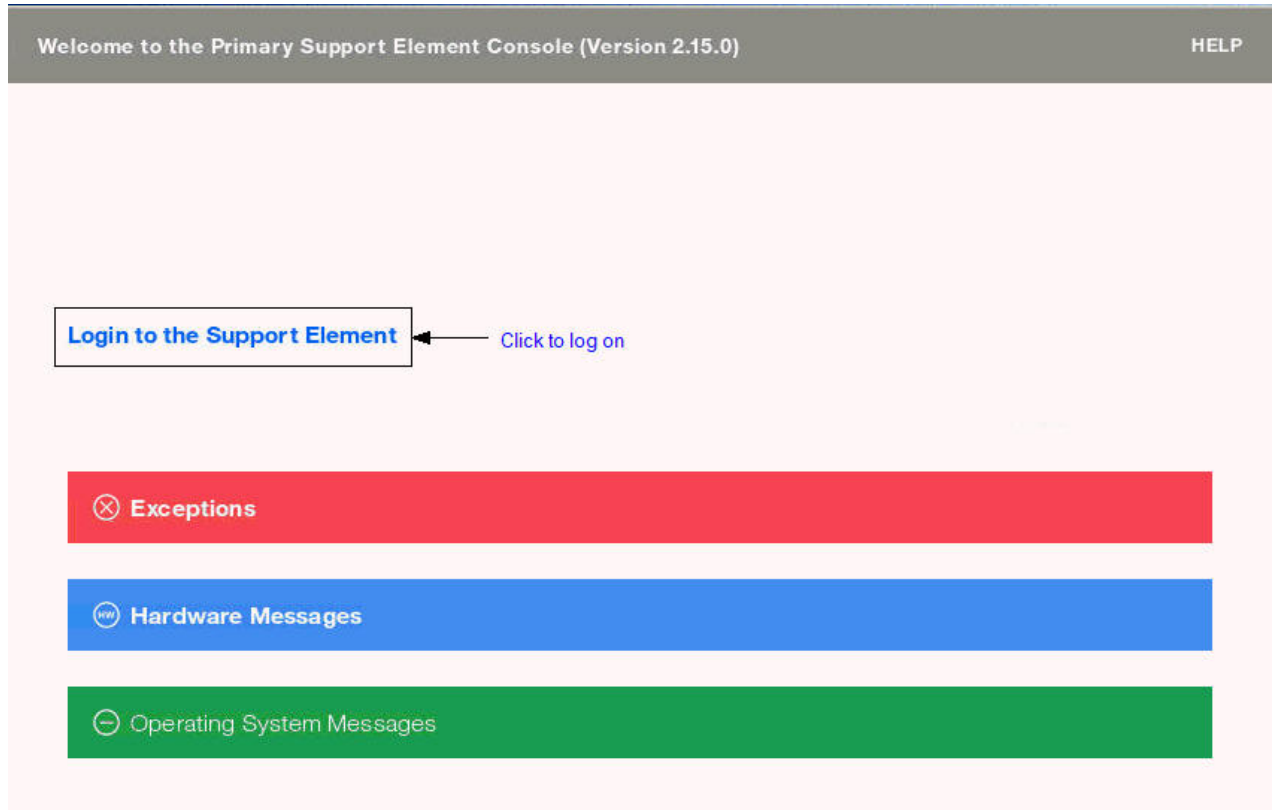 Welcome to the Primary Support Element Console (Version 2.15.0) HELP
Login to the Support Element Click to log on
Exceptions
HW Hardware Messages
Operating System Messages